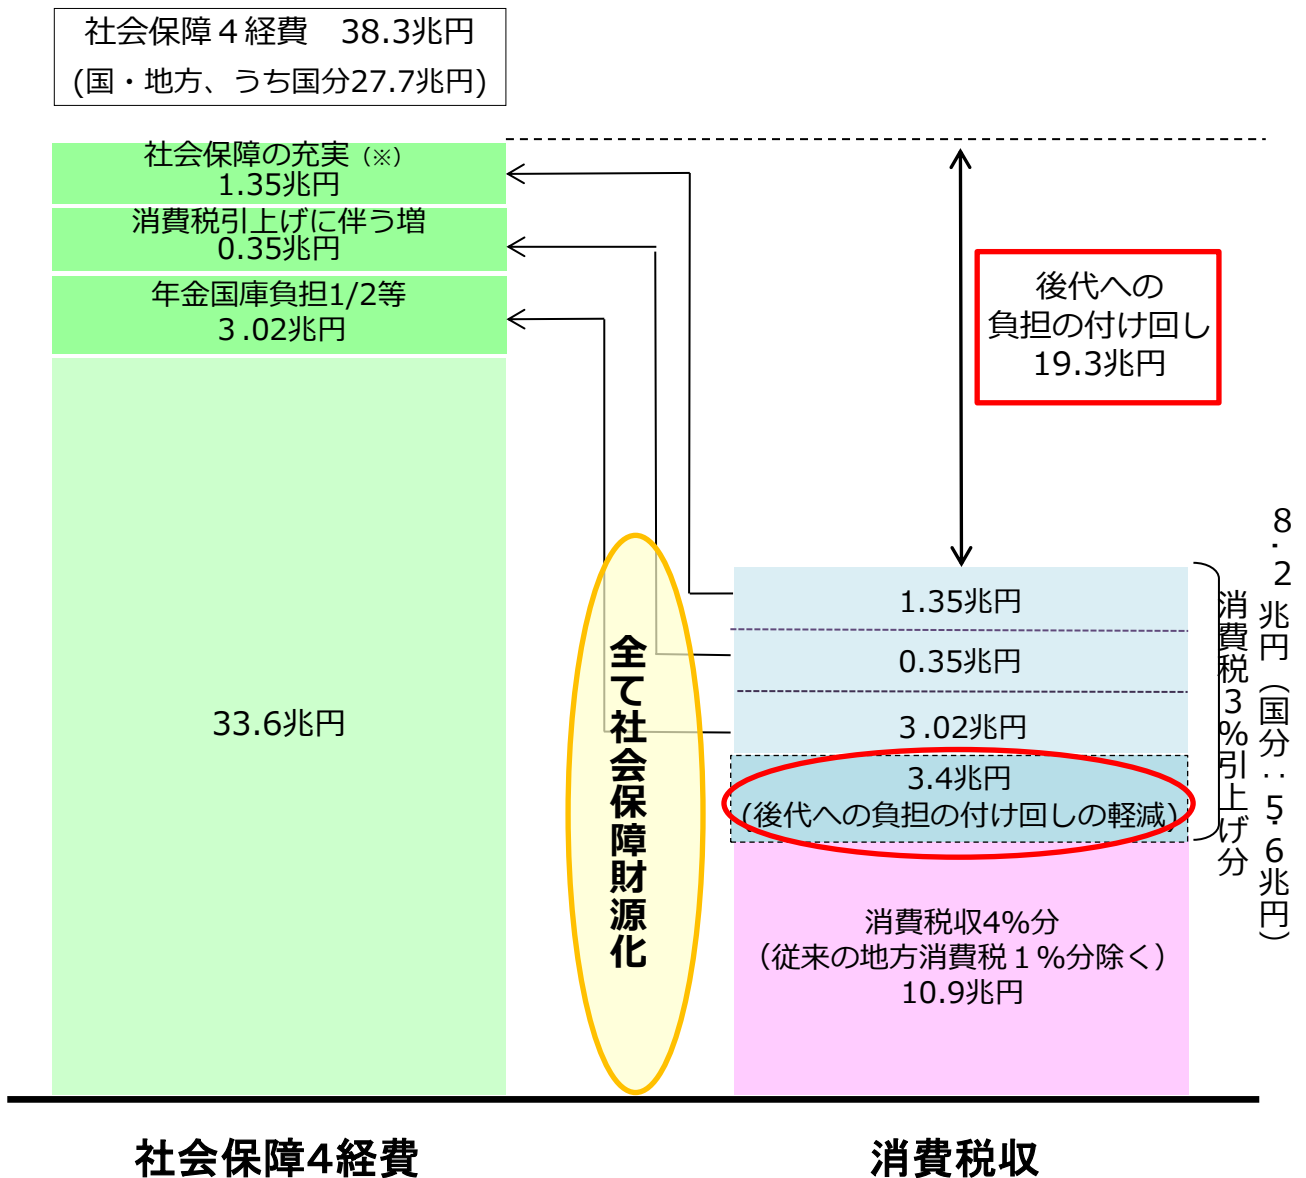 社会保障４経費　38.3兆円
(国・地方、うち国分27.7兆円)
社会保障の充実（※）
1.35兆円
消費税引上げに伴う増
0.35兆円
年金国庫負担1/2等
３.02兆円
33.6兆円
全て社会保障財源化
後代への
負担の付け回し
19.3兆円
1.35兆円
0.35兆円
３.02兆円
3.4兆円
(後代への負担の付け回しの軽減)
消費税収4%分
（従来の地方消費税１%分除く）
10.9兆円
消費税３%引上げ分
８.２兆円（国分：５.６兆円）
社会保障4経費
消費税収